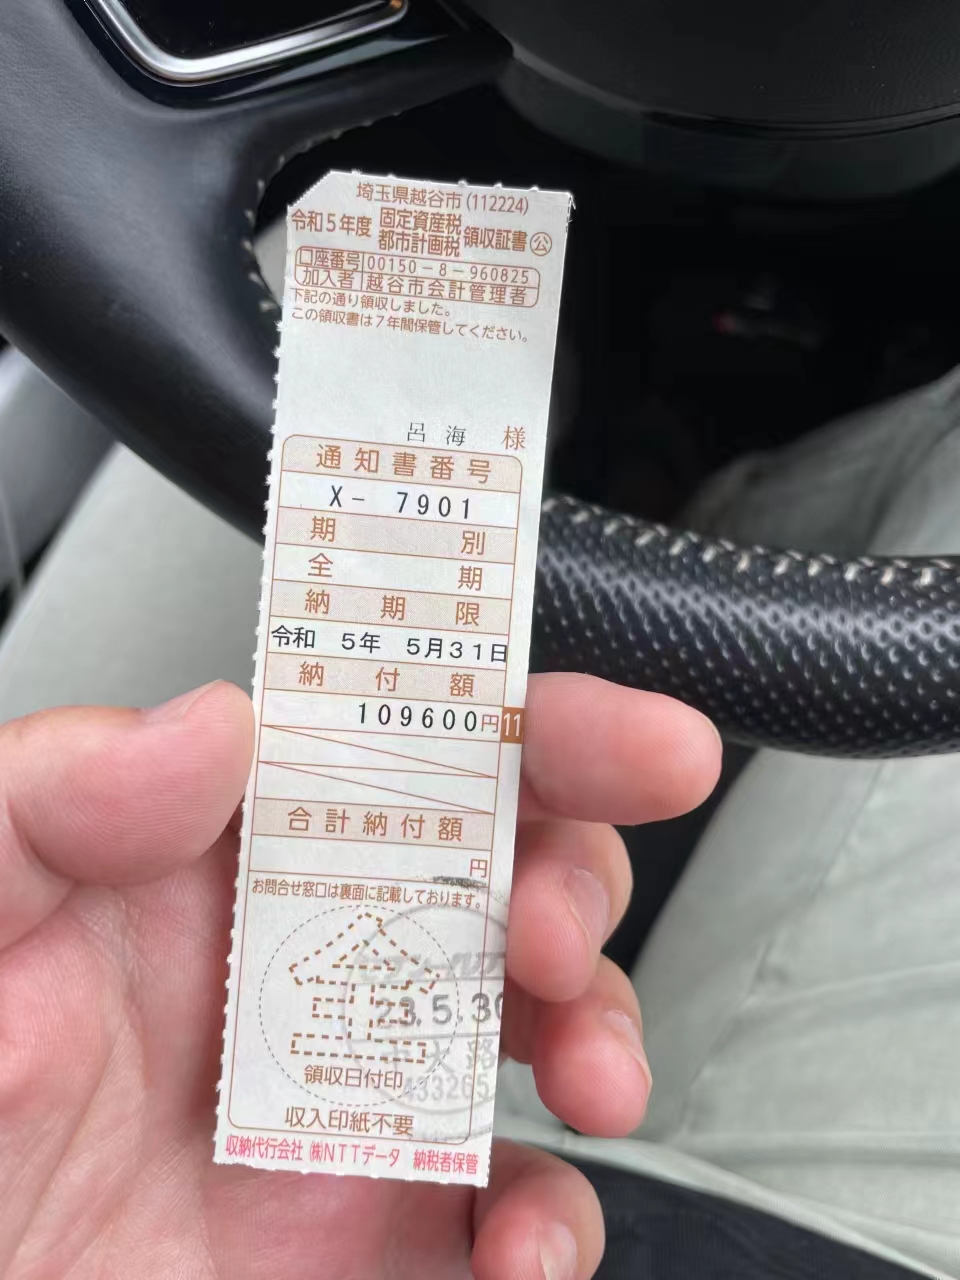 埼玉県越谷市(112224)
令和5年度 固定資産税 都市計画税 領収証書 公
口座番号 00150-8-960825
加入者 越谷市会計管理者
下記の通り領収しました。
この領収書は7年間保管してください。
呂 海 様
通知書番号
X- 7901
期別
全期
納期限
令和 5年 5月31日
納付額
109600円 11
合計納付額
円
お問合せ窓口は裏面に記載しております。
23.5.30
領収日付印
収入印紙不要
収納代行会社 ㈱NTTデータ 納税者保管